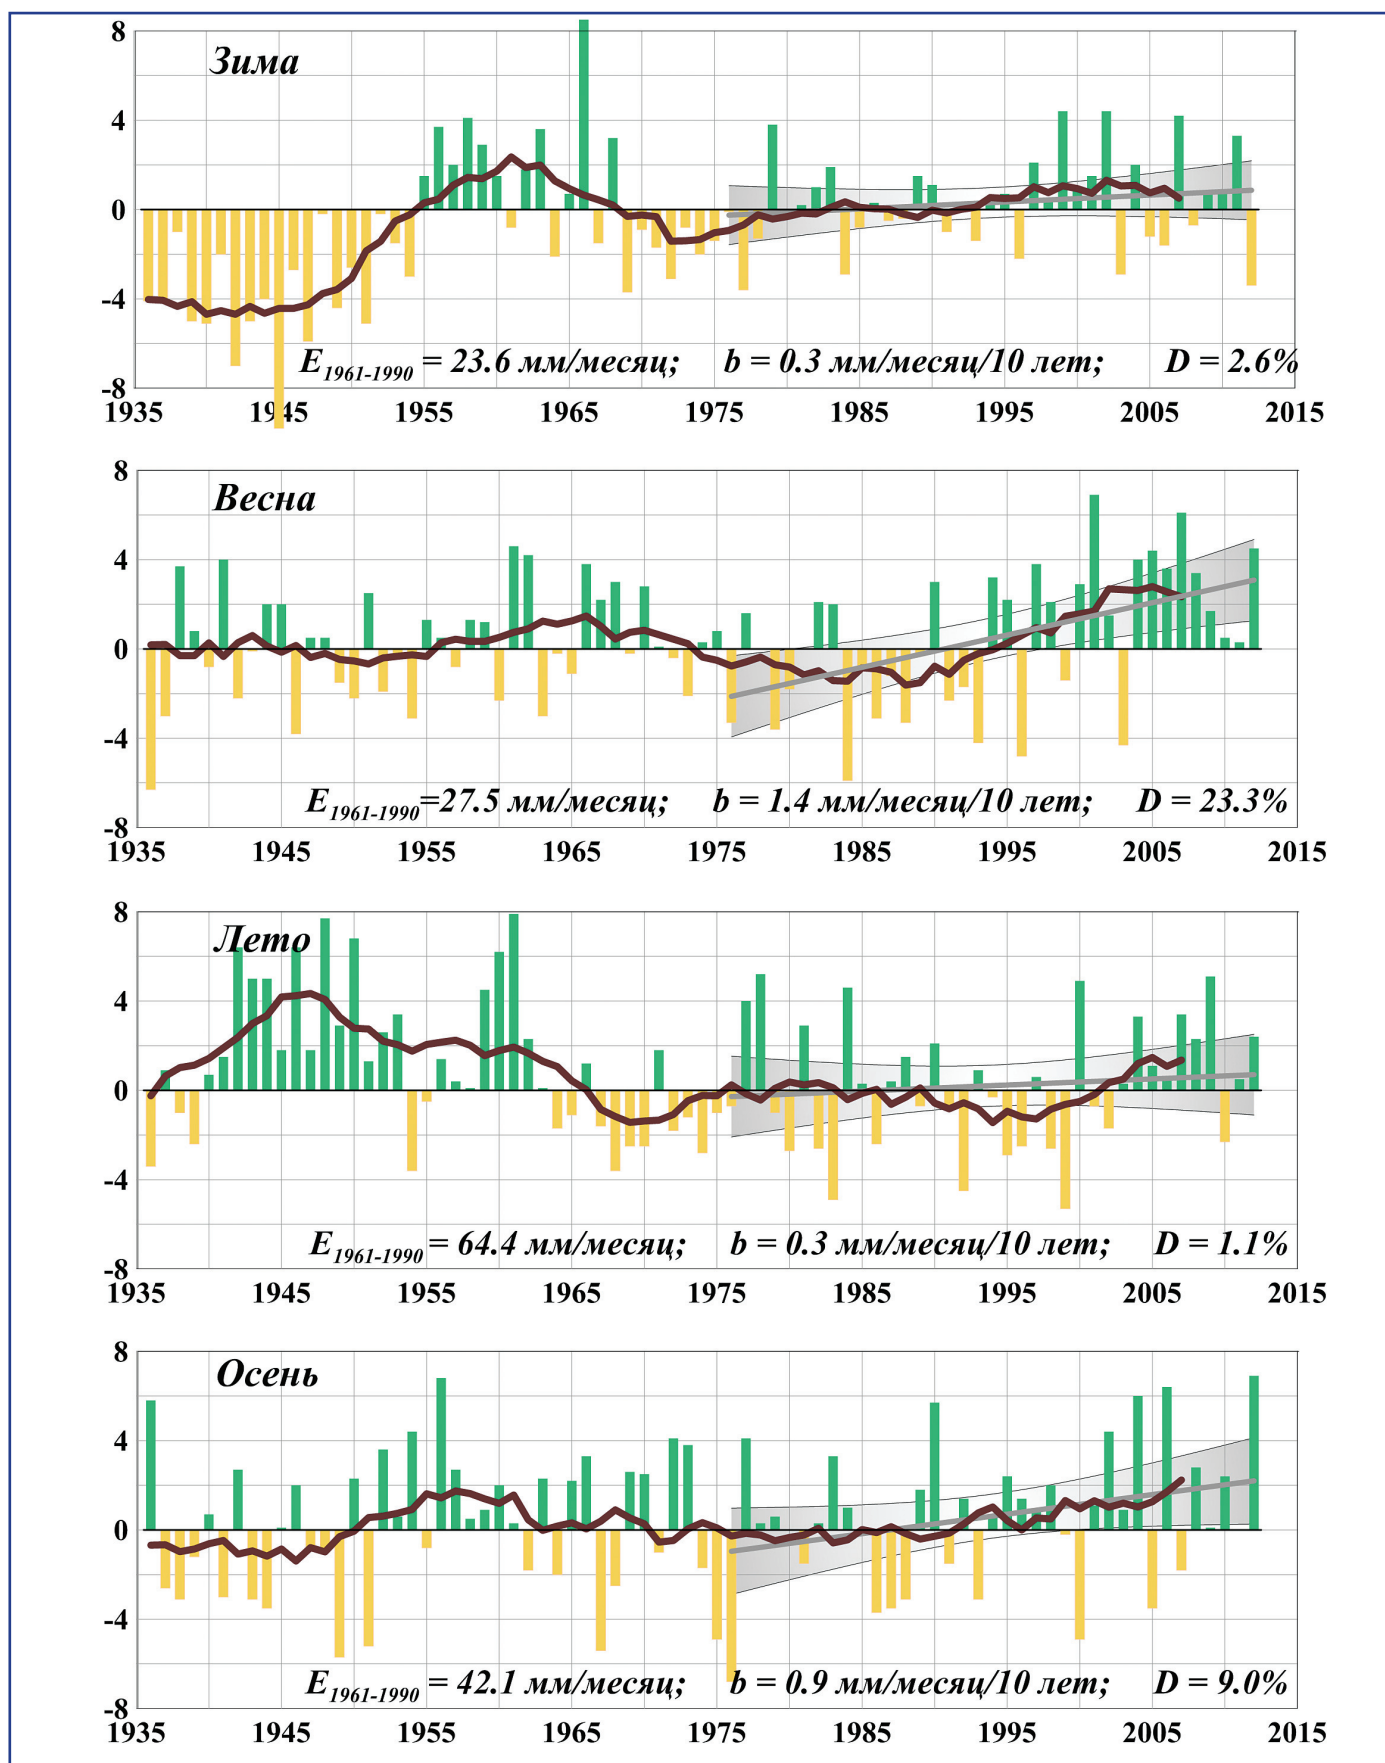 8
Зима
4
0
-4
E1961-1990 = 23.6 мм/месяц; b = 0.3 мм/месяц/10 лет; D = 2.6%
-8
1935 1945 1955 1965 1975 1985 1995 2005 2015
8
Весна
4
0
-4
E1961-1990=27.5 мм/месяц; b = 1.4 мм/месяц/10 лет; D = 23.3%
-8
1935 1945 1955 1965 1975 1985 1995 2005 2015
8
Лето
4
0
-4
E1961-1990 = 64.4 мм/месяц; b = 0.3 мм/месяц/10 лет; D = 1.1%
-8
1935 1945 1955 1965 1975 1985 1995 2005 2015
8
Осень
4
0
-4
E1961-1990 = 42.1 мм/месяц; b = 0.9 мм/месяц/10 лет; D = 9.0%
-8
1935 1945 1955 1965 1975 1985 1995 2005 2015